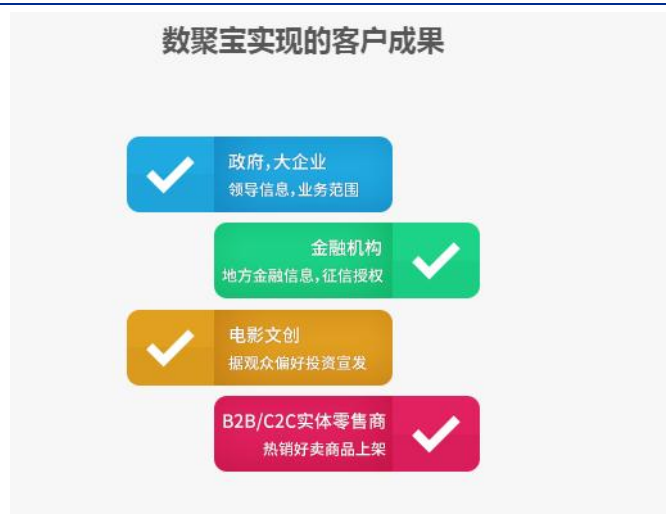 数聚宝实现的客户成果
政府,大企业
领导信息,业务范围
金融机构
地方金融信息,征信授权
电影文创
据观众偏好投资宣发
B2B/C2C实体零售商
热销好卖商品上架